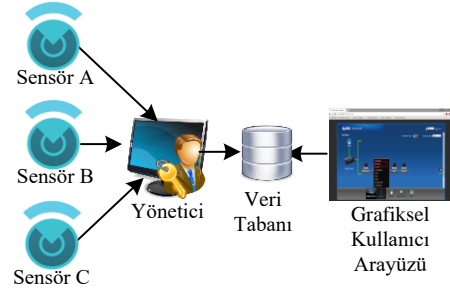 Sensör A
Sensör B
Sensör C
Yönetici
Veri
Tabanı
Grafiksel
Kullanıcı
Arayüzü